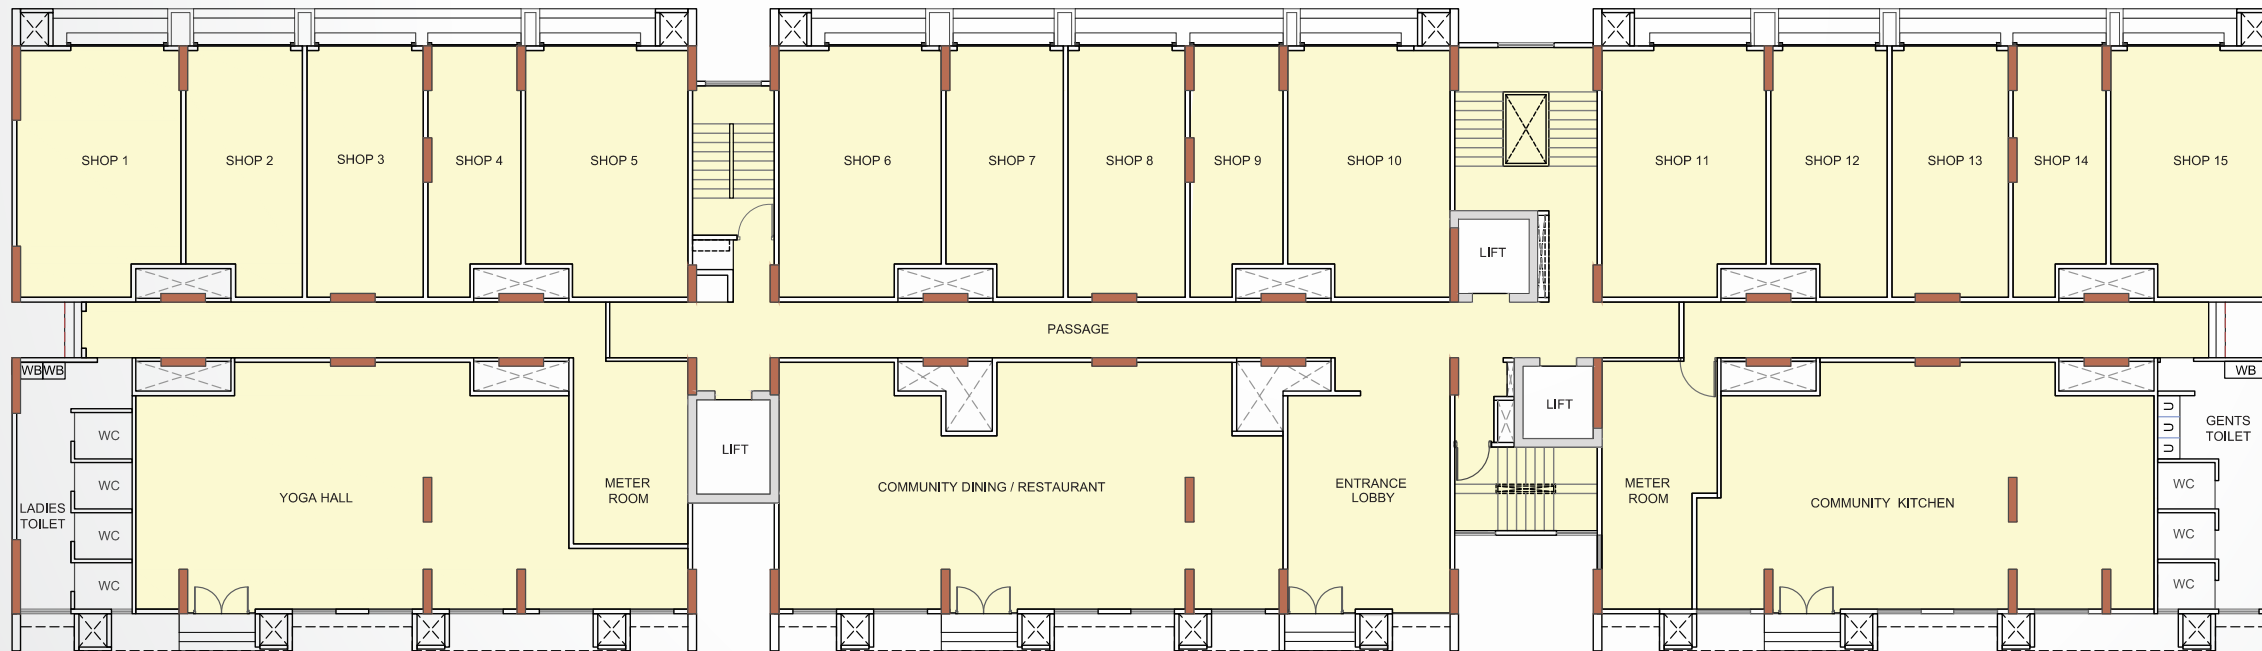 SHOP 1
SHOP 2
SHOP 3
SHOP 4
SHOP 5
SHOP 6
SHOP 7
SHOP 8
SHOP 9
SHOP 10
SHOP 11
SHOP 12
SHOP 13
SHOP 14
SHOP 15
LIFT
PASSAGE
WB WB
WB
LIFT
U
U
U
WC
WC
WC
WC
LADIES
TOILET
YOGA HALL
METER
ROOM
LIFT
COMMUNITY DINING / RESTAURANT
ENTRANCE
LOBBY
METER
ROOM
COMMUNITY KITCHEN
GENTS
TOILET
WC
WC
WC